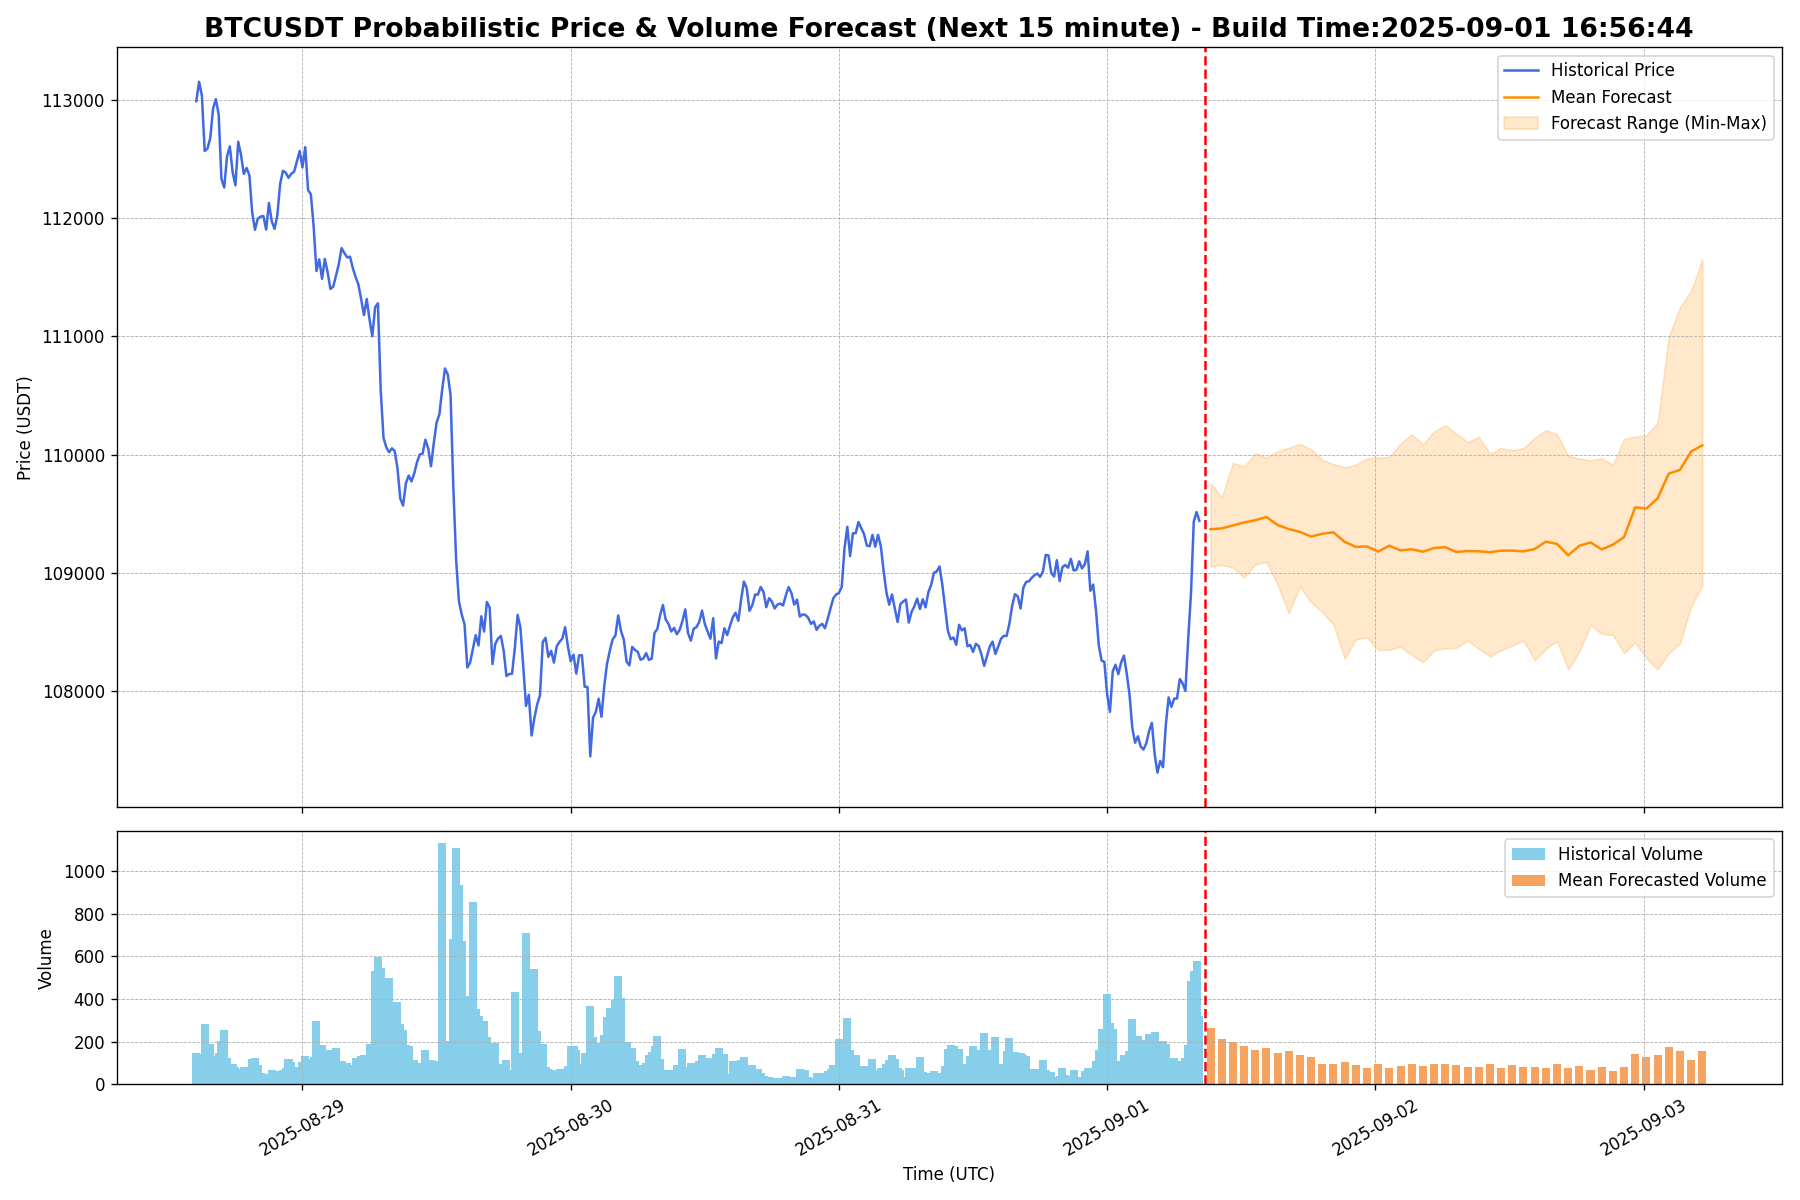 BTCUSDT Probabilistic Price & Volume Forecast (Next 15 minute) - Build Time:2025-09-01 16:56:44
Historical Price
Mean Forecast
Forecast Range (Min-Max)
Price (USDT)
113000
112000
111000
110000
109000
108000
Historical Volume
Mean Forecasted Volume
Volume
1000
800
600
400
200
0
2025-08-29
2025-08-30
2025-08-31
2025-09-01
2025-09-02
2025-09-03
Time (UTC)